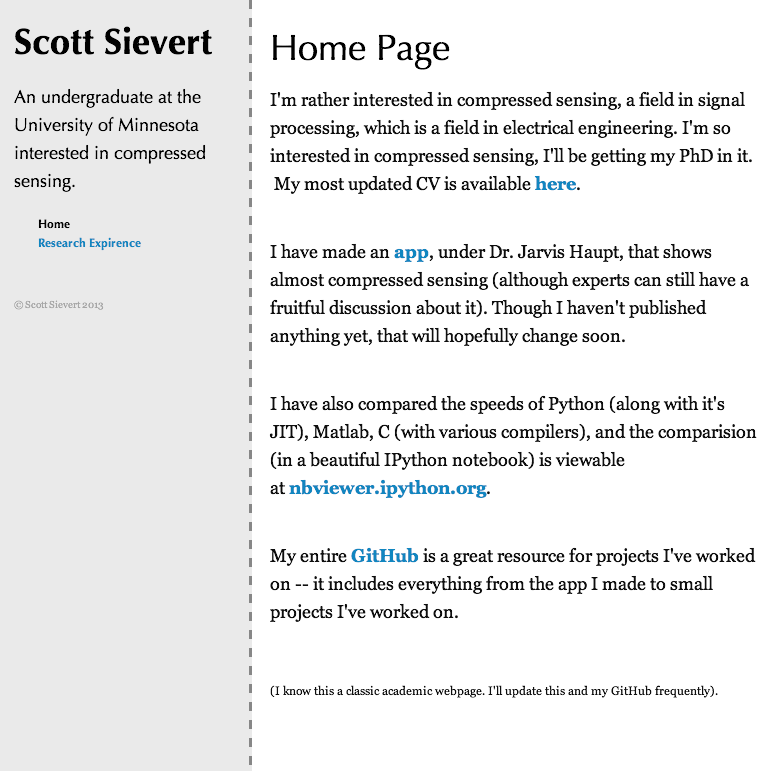 Scott Sievert
An undergraduate at the
University of Minnesota
interested in compressed
sensing.
Home
Research Expirence
© Scott Sievert 2013
Home Page
I'm rather interested in compressed sensing, a field in signal
processing, which is a field in electrical engineering. I'm so
interested in compressed sensing, I'll be getting my PhD in it.
My most updated CV is available here.
I have made an app, under Dr. Jarvis Haupt, that shows
almost compressed sensing (although experts can still have a
fruitful discussion about it). Though I haven't published
anything yet, that will hopefully change soon.
I have also compared the speeds of Python (along with it's
JIT), Matlab, C (with various compilers), and the comparision
(in a beautiful IPython notebook) is viewable
at nbviewer.ipython.org.
My entire GitHub is a great resource for projects I've worked
on -- it includes everything from the app I made to small
projects I've worked on.
(I know this a classic academic webpage. I'll update this and my GitHub frequently).